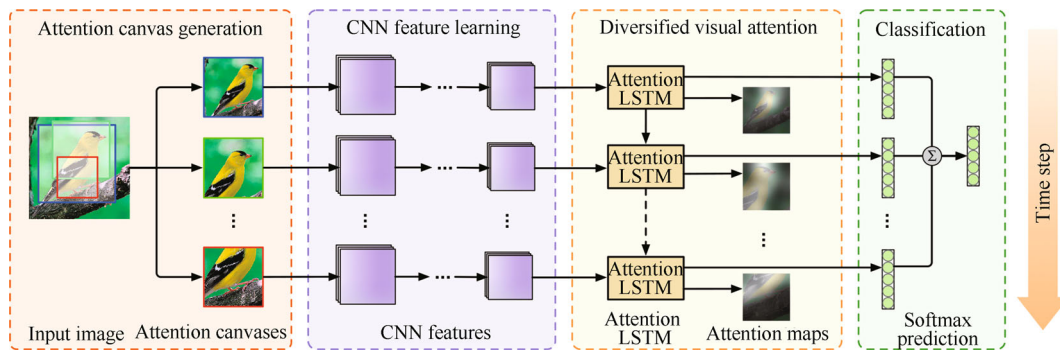 Attention canvas generation
CNN feature learning
Diversified visual attention
Classification
Attention
LSTM
...
Attention
LSTM
...
Σ
...
...
...
...
Attention
LSTM
...
Time step
Input image
Attention canvases
CNN features
Attention
LSTM
Attention maps
Softmax
prediction